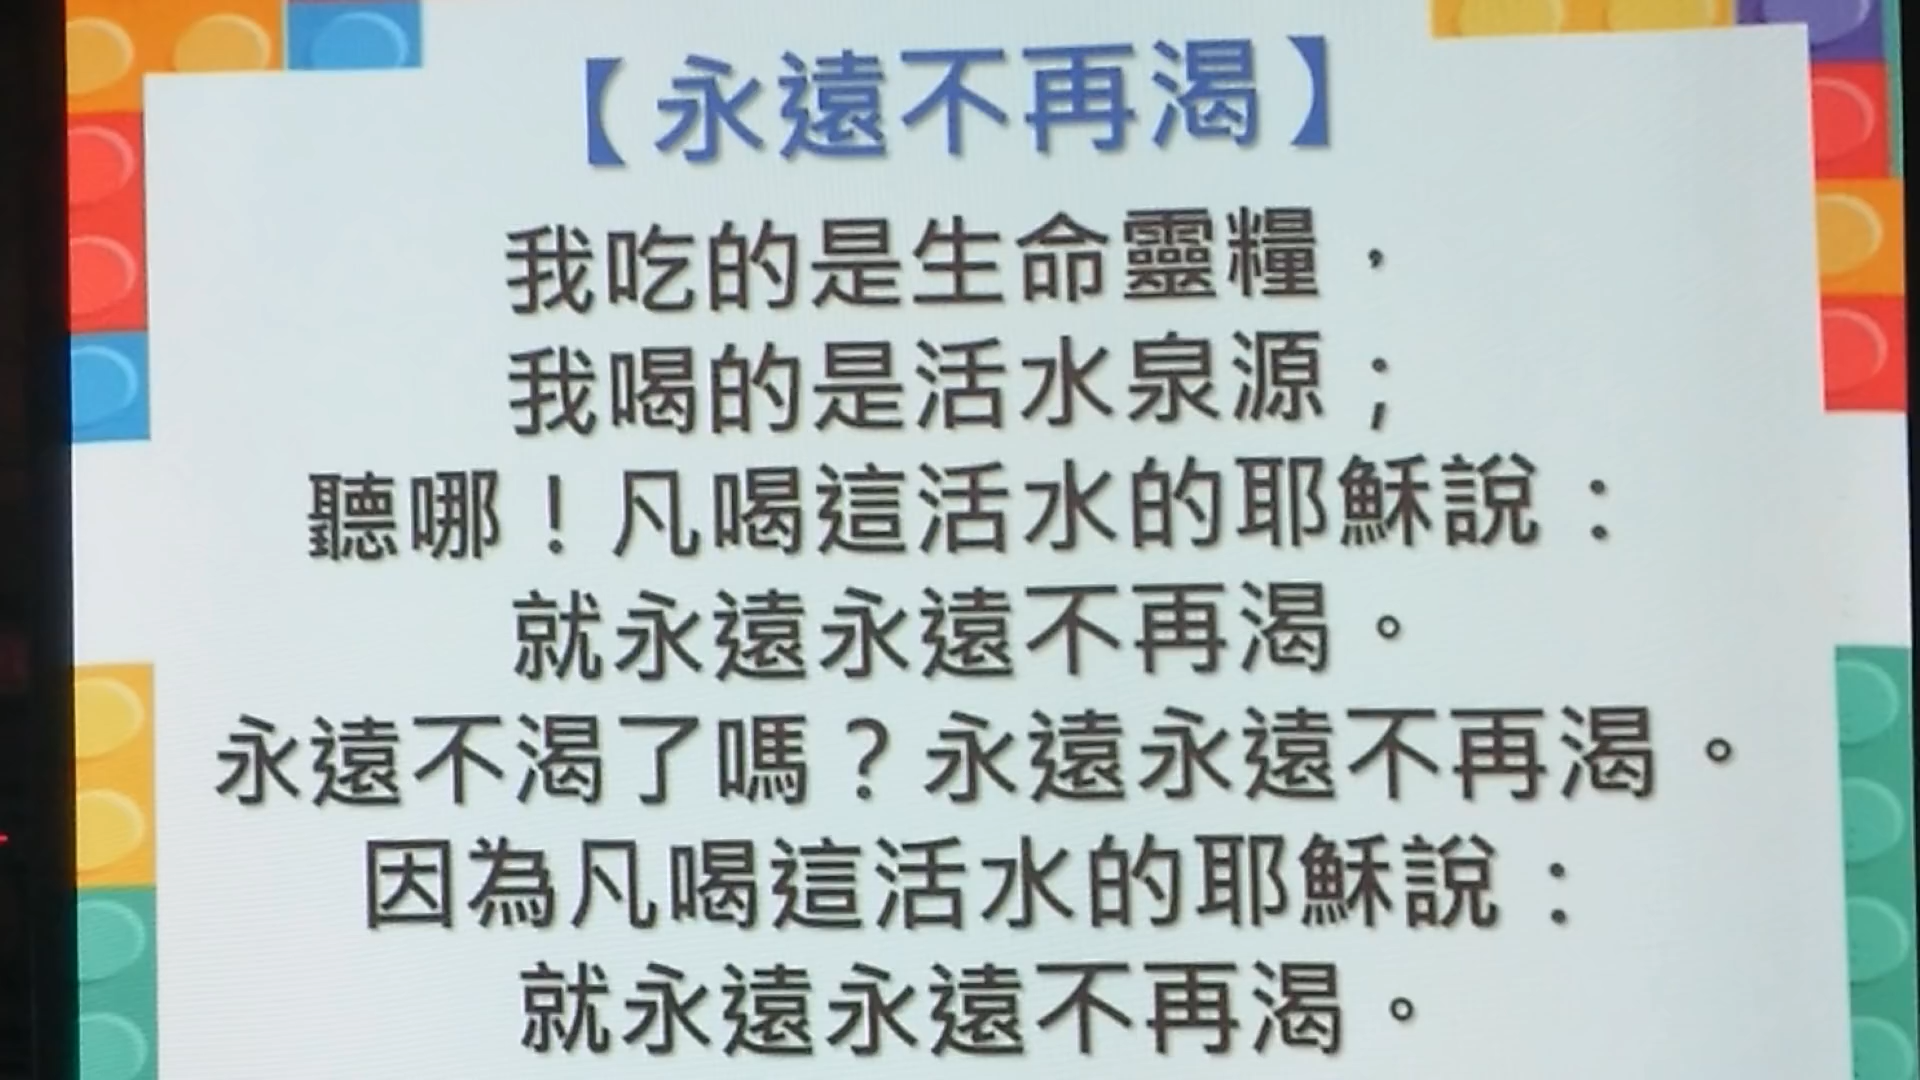 【永遠不再渴】
我吃的是生命靈糧，
我喝的是活水泉源；
聽哪！凡喝這活水的耶穌說：
就永遠永遠不再渴。
永遠不渴了嗎？永遠永遠不再渴。
因為凡喝這活水的耶穌說：
就永遠永遠不再渴。